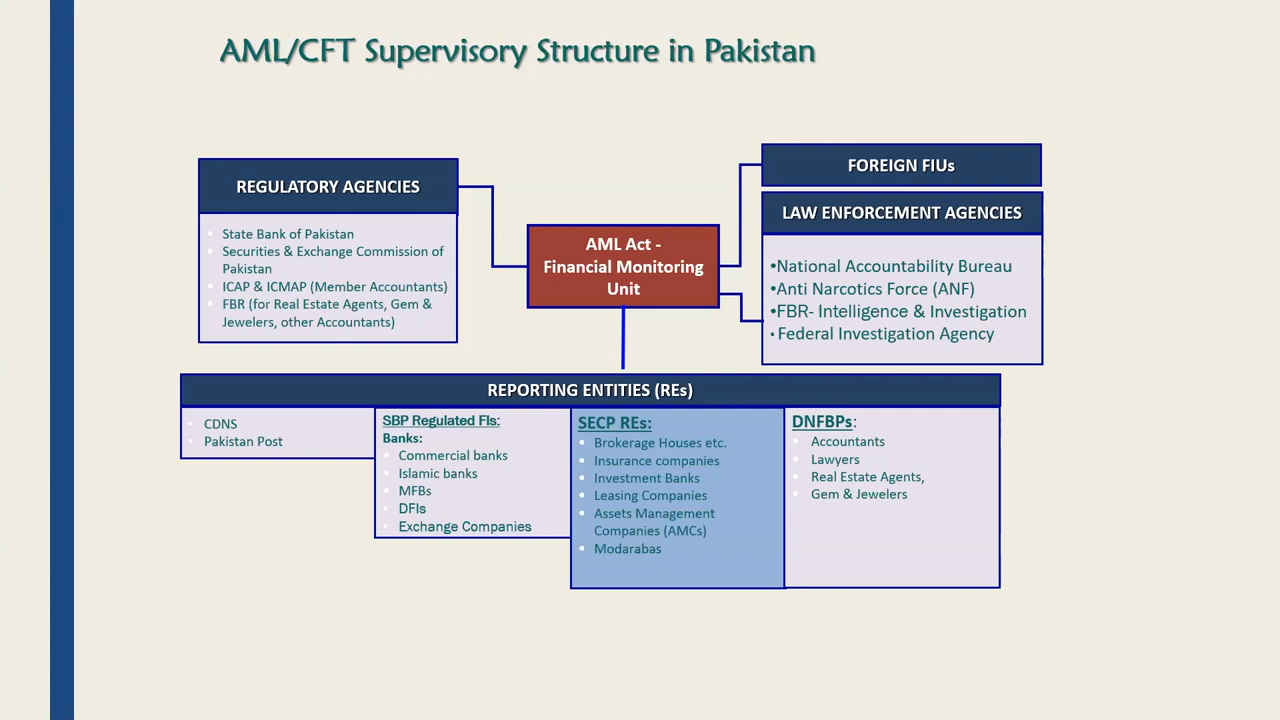 AML/CFT Supervisory Structure in Pakistan
REGULATORY AGENCIES
State Bank of Pakistan
Securities & Exchange Commission of
Pakistan
ICAP & ICMAP (Member Accountants)
FBR (for Real Estate Agents, Gem &
Jewelers, other Accountants)
AML Act -
Financial Monitoring
Unit
FOREIGN FIUs
LAW ENFORCEMENT AGENCIES
•National Accountability Bureau
•Anti Narcotics Force (ANF)
•FBR- Intelligence & Investigation
•Federal Investigation Agency
REPORTING ENTITIES (REs)
CDNS
Pakistan Post
SBP Regulated FIs:
Banks:
Commercial banks
Islamic banks
MFBs
DFIs
Exchange Companies
SECP REs:
Brokerage Houses etc.
Insurance companies
Investment Banks
Leasing Companies
Assets Management
Companies (AMCs)
Modarabas
DNFBPs:
Accountants
Lawyers
Real Estate Agents,
Gem & Jewelers